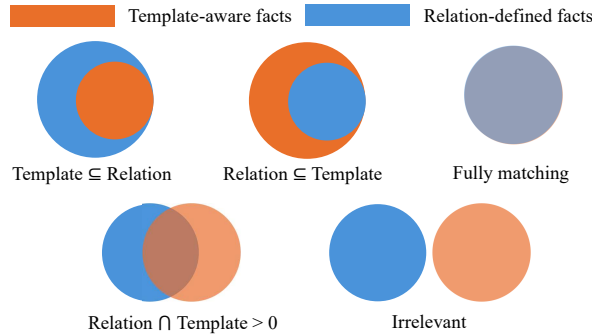 Template-aware facts Relation-defined facts
Template ⊆ Relation Relation ⊆ Template Fully matching
Relation ⋂ Template > 0 Irrelevant